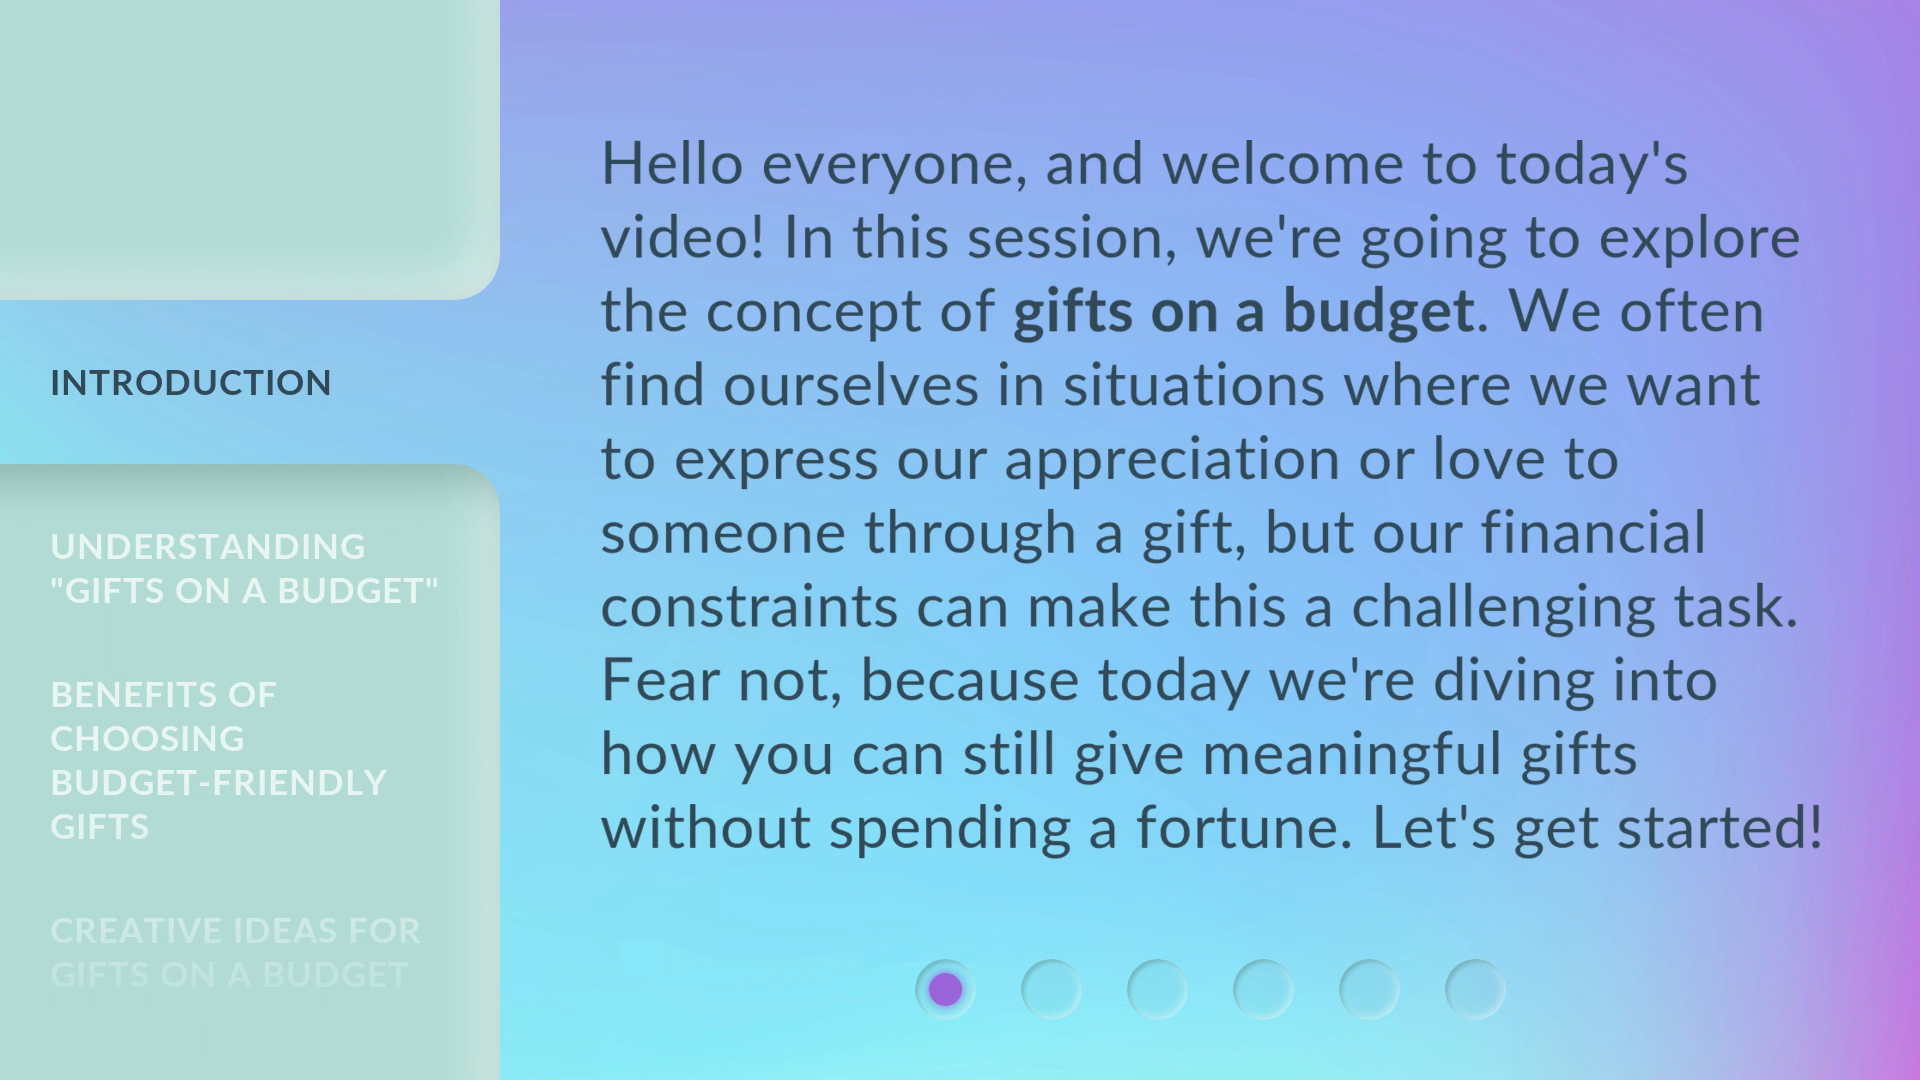 INTRODUCTION
UNDERSTANDING
"GIFTS ON A BUDGET"
BENEFITS OF
CHOOSING
BUDGET-FRIENDLY
GIFTS
CREATIVE IDEAS FOR
GIFTS ON A BUDGET
Hello everyone, and welcome to today's
video! In this session, we're going to explore
the concept of gifts on a budget. We often
find ourselves in situations where we want
to express our appreciation or love to
someone through a gift, but our financial
constraints can make this a challenging task.
Fear not, because today we're diving into
how you can still give meaningful gifts
without spending a fortune. Let's get started!